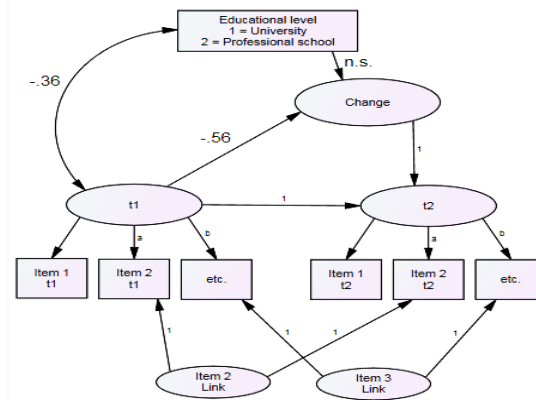 Educational level
1 = University
2 = Professional school
n.s.
-.36
Change
-.56
1
t1
1
t2
a
b
a
b
Item 1
t1
Item 2
t1
etc.
Item 1
t2
Item 2
t2
etc.
1
1
1
1
Item 2
Link
Item 3
Link